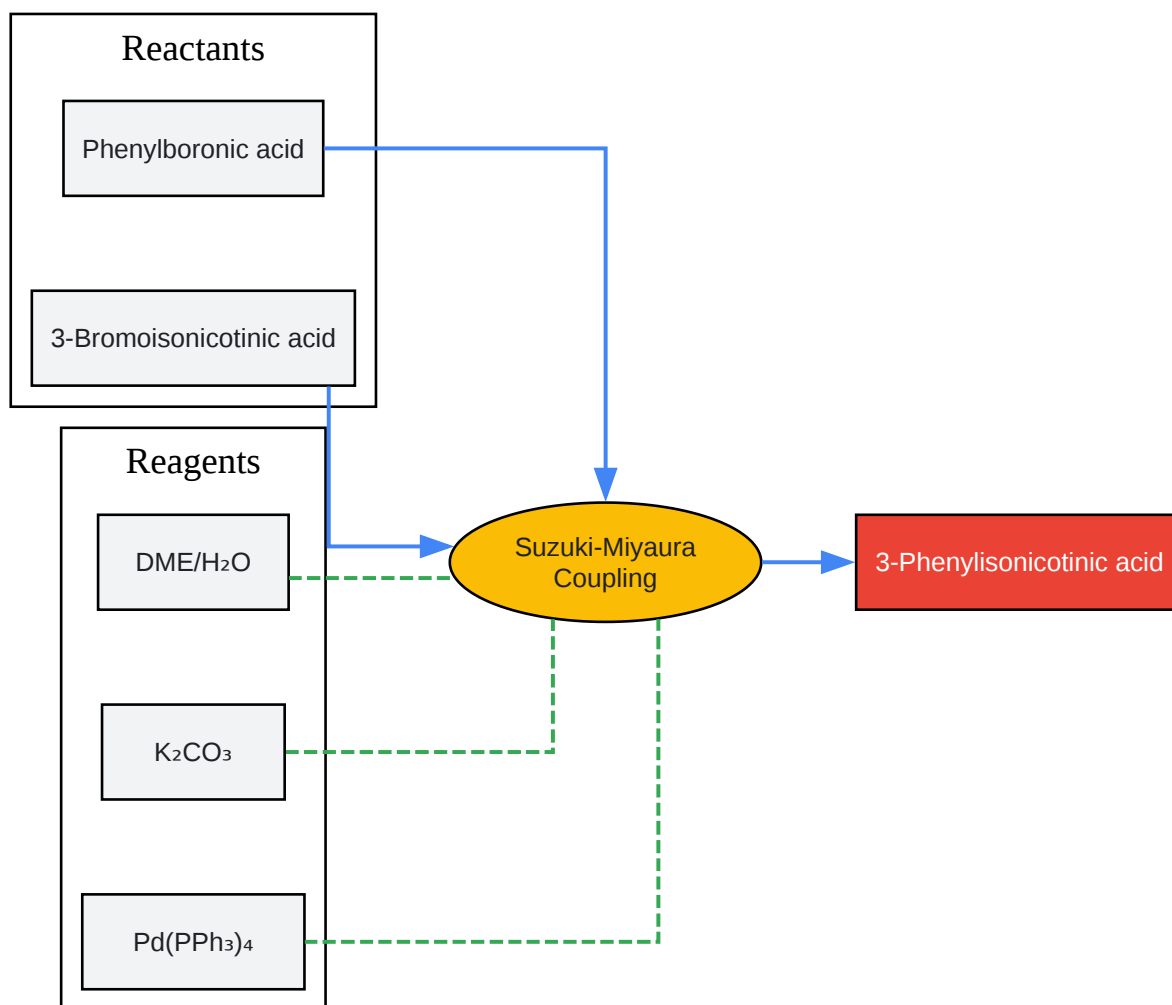 Reactants
Phenylboronic acid
3-Bromoisonicotinic acid
Reagents
DME/H₂O
K₂CO₃
Pd(PPh₃)₄
Suzuki-Miyaura
Coupling
3-Phenylisonicotinic acid